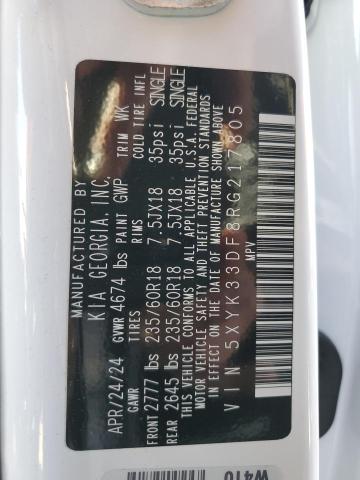 MANUFACTURED BY
KIA GEORGIA, INC.
APR/24/24 GVWR 4674 lbs PAINT GWP TRIM WK
GAWR TIRES RIMS COLD TIRE INFL
FRONT 2777 lbs 235/60R18 7.5JX18 35psi SINGLE
REAR 2645 lbs 235/60R18 7.5JX18 35psi SINGLE
THIS VEHICLE CONFORMS TO ALL APPLICABLE U.S.A. FEDERAL
MOTOR VEHICLE SAFETY AND THEFT PREVENTION STANDARDS
IN EFFECT ON THE DATE OF MANUFACTURE SHOWN ABOVE
VIN 5XYK33DF8RG217805
MPV
W410